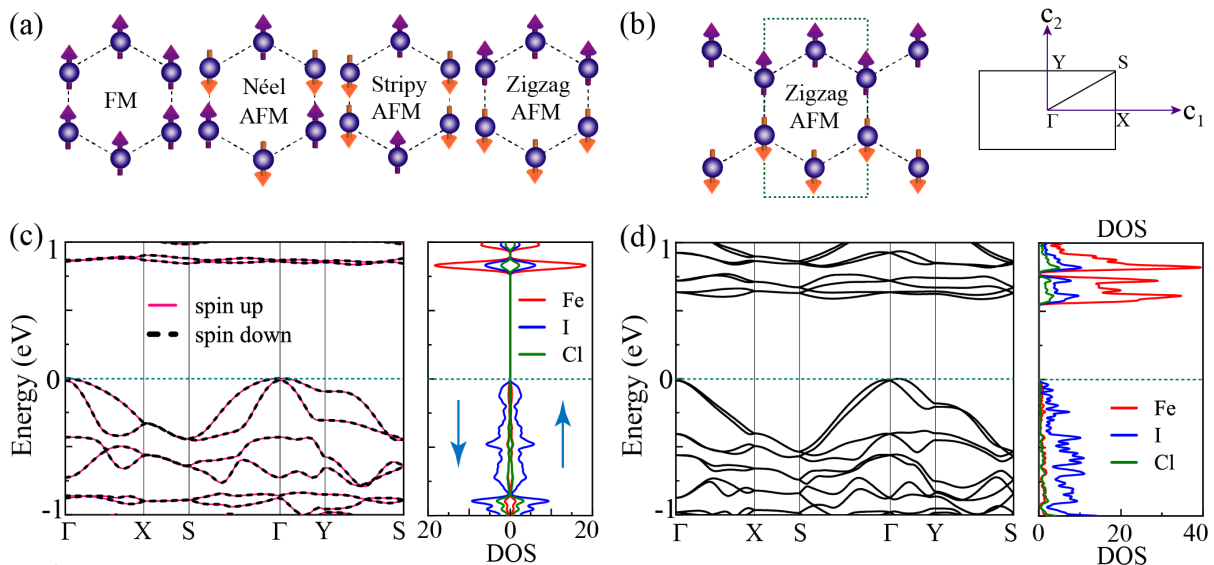 (a)
FM
Néel
AFM
Stripy
AFM
Zigzag
AFM
(b)
Zigzag
AFM
c2
Y
S
Γ
X
c1
(c)
Energy (eV)
1
0
-1
spin up
spin down
Γ
X
S
Γ
Y
S
Fe
I
Cl
20
0
20
DOS
(d)
Energy (eV)
1
0
-1
Γ
X
S
Γ
Y
S
DOS
Fe
I
Cl
0
20
40
DOS